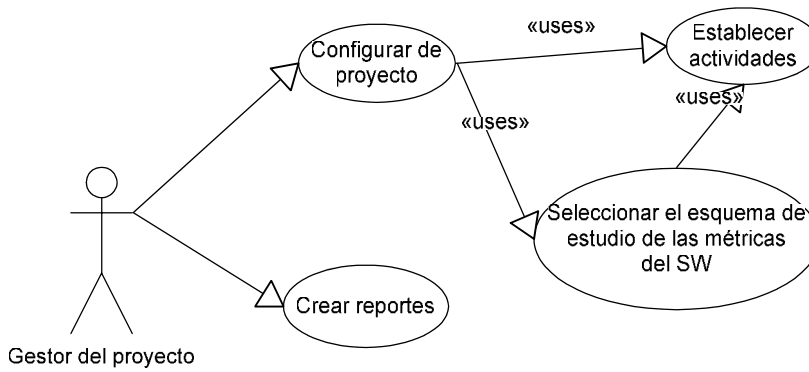 «uses»
Establecer
actividades
Configurar de
proyecto
«uses»
«uses»
Seleccionar el esquema de
estudio de las métricas
del SW
Crear reportes
Gestor del proyecto